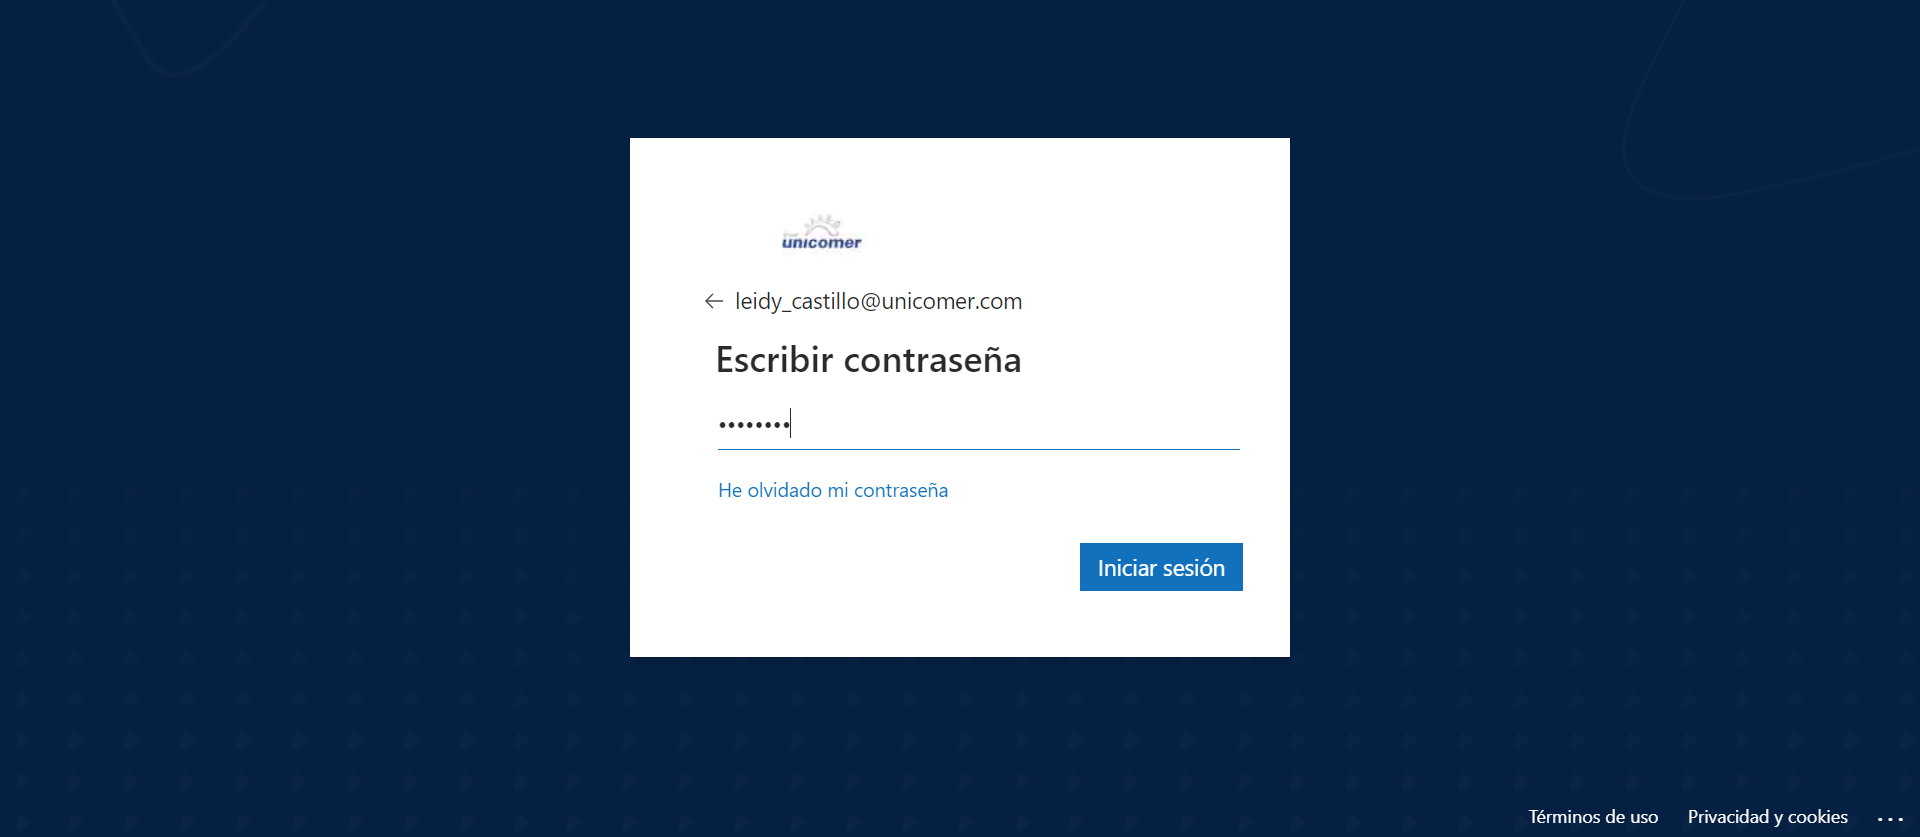 unicomer
leidy_castillo@unicomer.com
Escribir contraseña
••••••••
He olvidado mi contraseña
Iniciar sesión
Términos de uso Privacidad y cookies ...